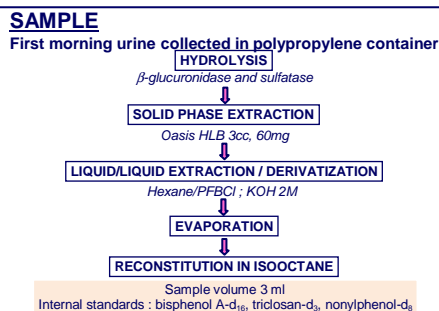 SAMPLE
First morning urine collected in polypropylene container
HYDROLYSIS
β-glucuronidase and sulfatase
SOLID PHASE EXTRACTION
Oasis HLB 3cc, 60mg
LIQUID/LIQUID EXTRACTION / DERIVATIZATION
Hexane/PFBCl ; KOH 2M
EVAPORATION
RECONSTITUTION IN ISOOCTANE
Sample volume 3 ml
Internal standards : bisphenol A-d₁₆, triclosan-d₃, nonylphenol-d₈